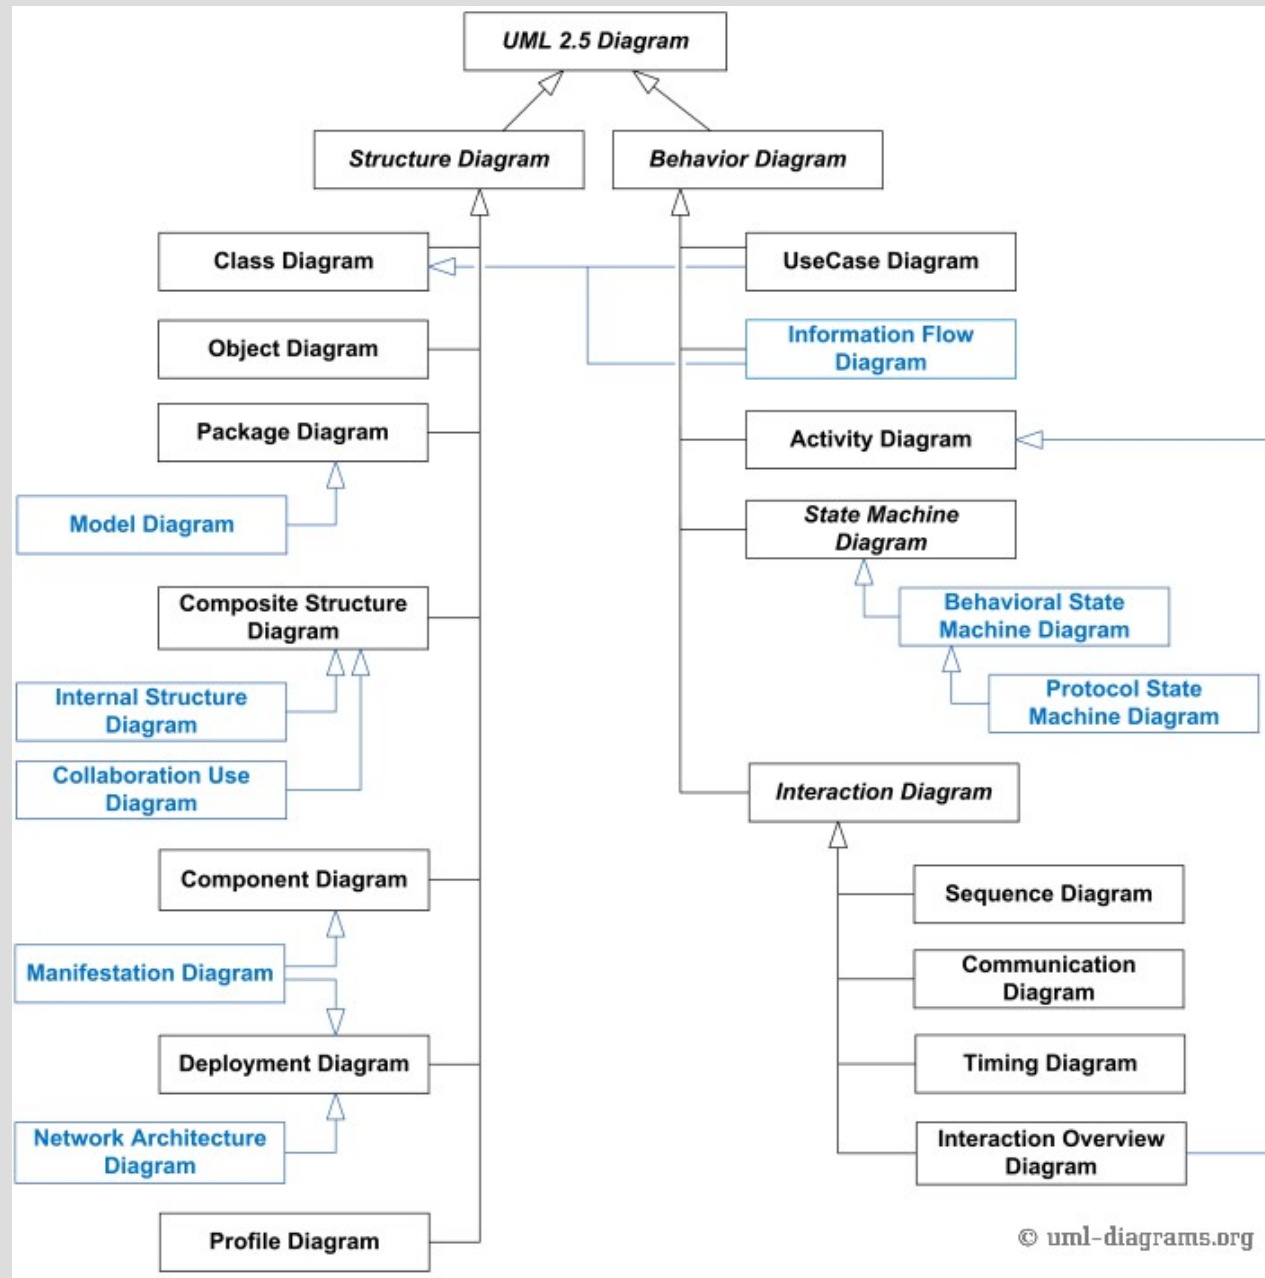 UML 2.5 Diagram
Structure Diagram
Behavior Diagram
Class Diagram
UseCase Diagram
Object Diagram
Information Flow
Diagram
Package Diagram
Activity Diagram
Model Diagram
State Machine
Diagram
Composite Structure
Diagram
Behavioral State
Machine Diagram
Internal Structure
Diagram
Protocol State
Machine Diagram
Collaboration Use
Diagram
Interaction Diagram
Component Diagram
Sequence Diagram
Manifestation Diagram
Communication
Diagram
Deployment Diagram
Timing Diagram
Network Architecture
Diagram
Interaction Overview
Diagram
Profile Diagram
© uml-diagrams.org